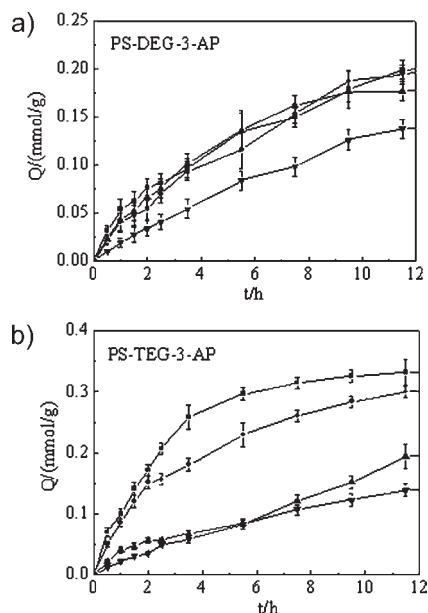 a)
PS-DEG-3-AP
Q/(mmol/g)
0.25
0.20
0.15
0.10
0.05
0.00
0 2 4 6 8 10 12
t/h
b)
PS-TEG-3-AP
Q/(mmol/g)
0.4
0.3
0.2
0.1
0.0
0 2 4 6 8 10 12
t/h